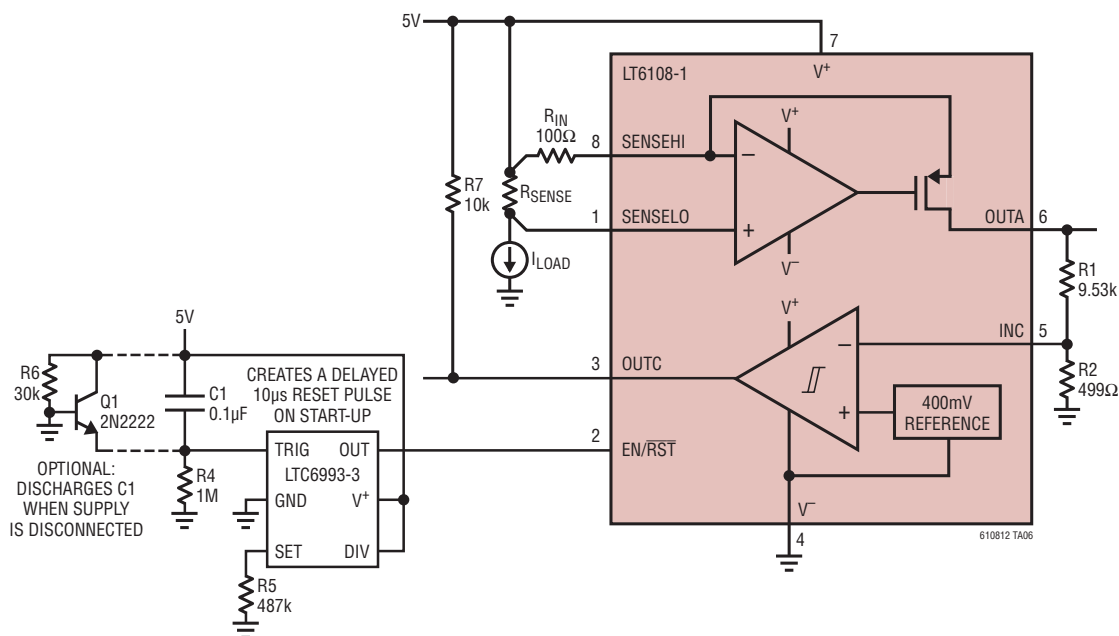 5V
7
LT6108-1
V+
RIN
100Ω
8
SENSEHI
−
V+
R7
10k
RSENSE
1
SENSELO
+
V−
OUTA
6
ILOAD
R1
9.53k
V+
INC
5
−
3
OUTC
+
400mV
REFERENCE
R2
499Ω
5V
R6
30k
Q1
2N2222
C1
0.1µF
CREATES A DELAYED
10µs RESET PULSE
ON START-UP
2
EN/RST
TRIG
OUT
LTC6993-3
GND
V+
SET
DIV
OPTIONAL:
DISCHARGES C1
WHEN SUPPLY
IS DISCONNECTED
R4
1M
R5
487k
V−
4
610812 TA06